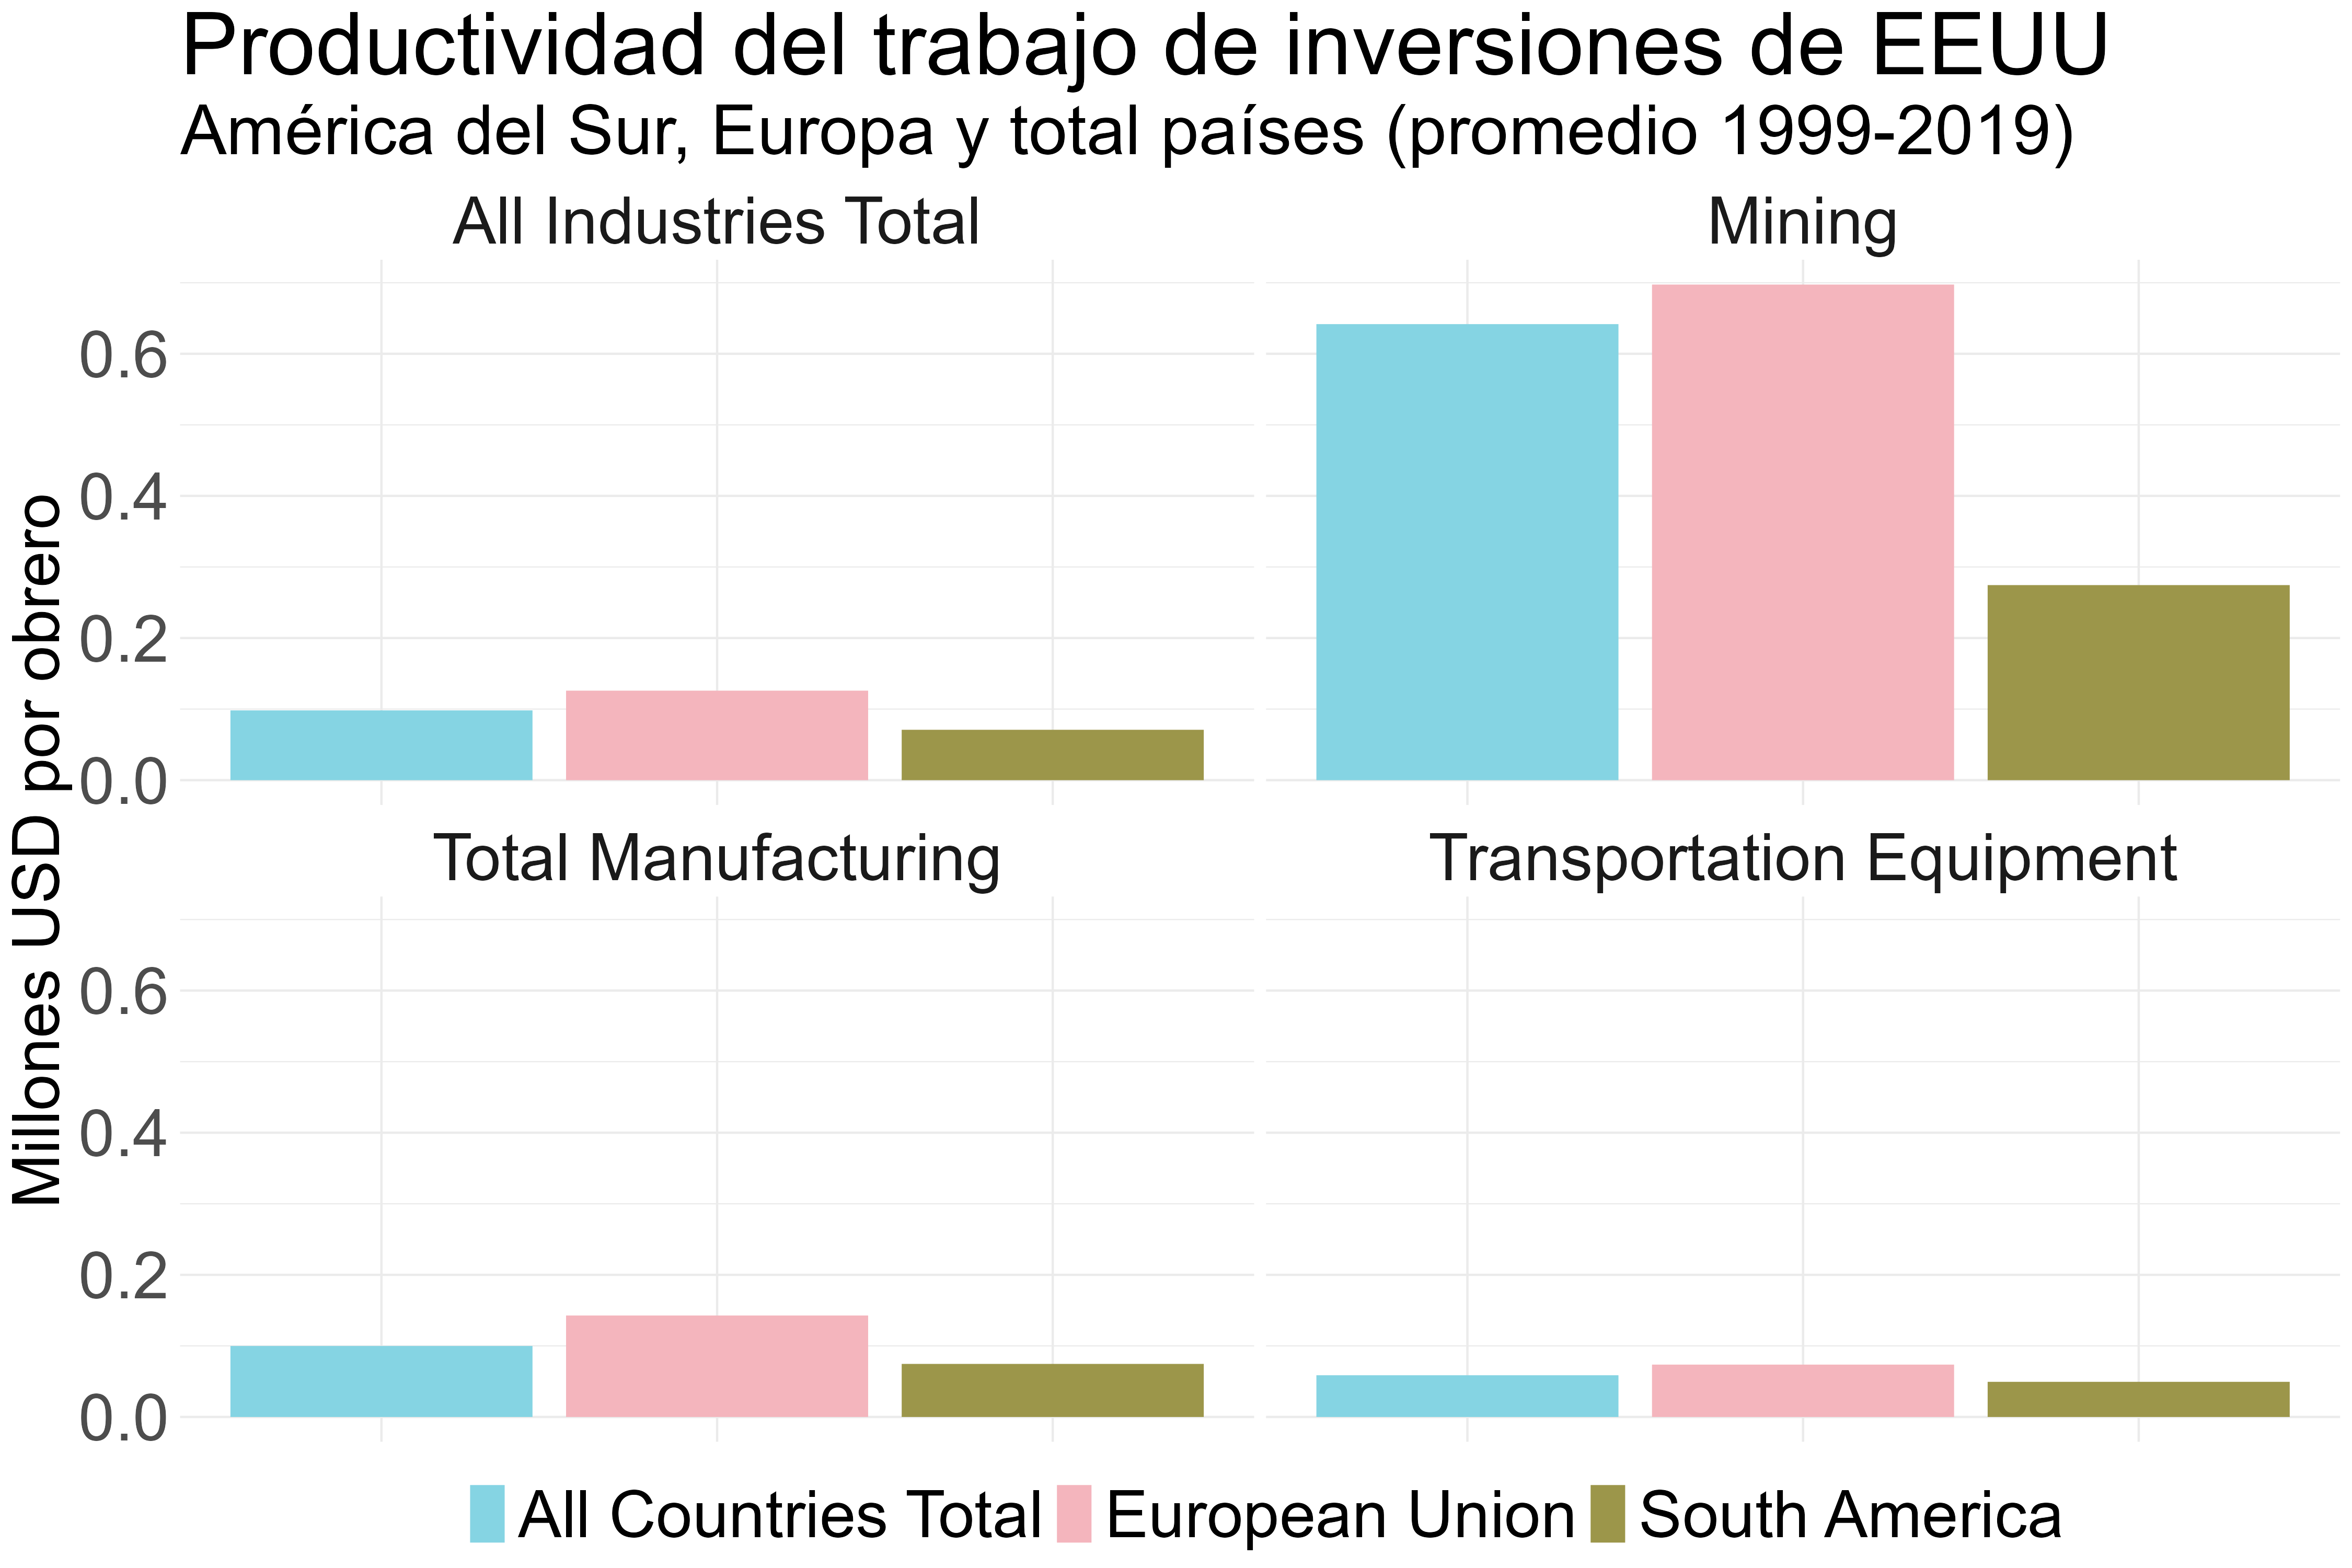 Productividad del trabajo de inversiones de EEUU
América del Sur, Europa y total países (promedio 1999-2019)
All Industries Total
Mining
0.6
0.4
0.2
0.0
Millones USD por obrero
Total Manufacturing
Transportation Equipment
0.6
0.4
0.2
0.0
All Countries Total
European Union
South America